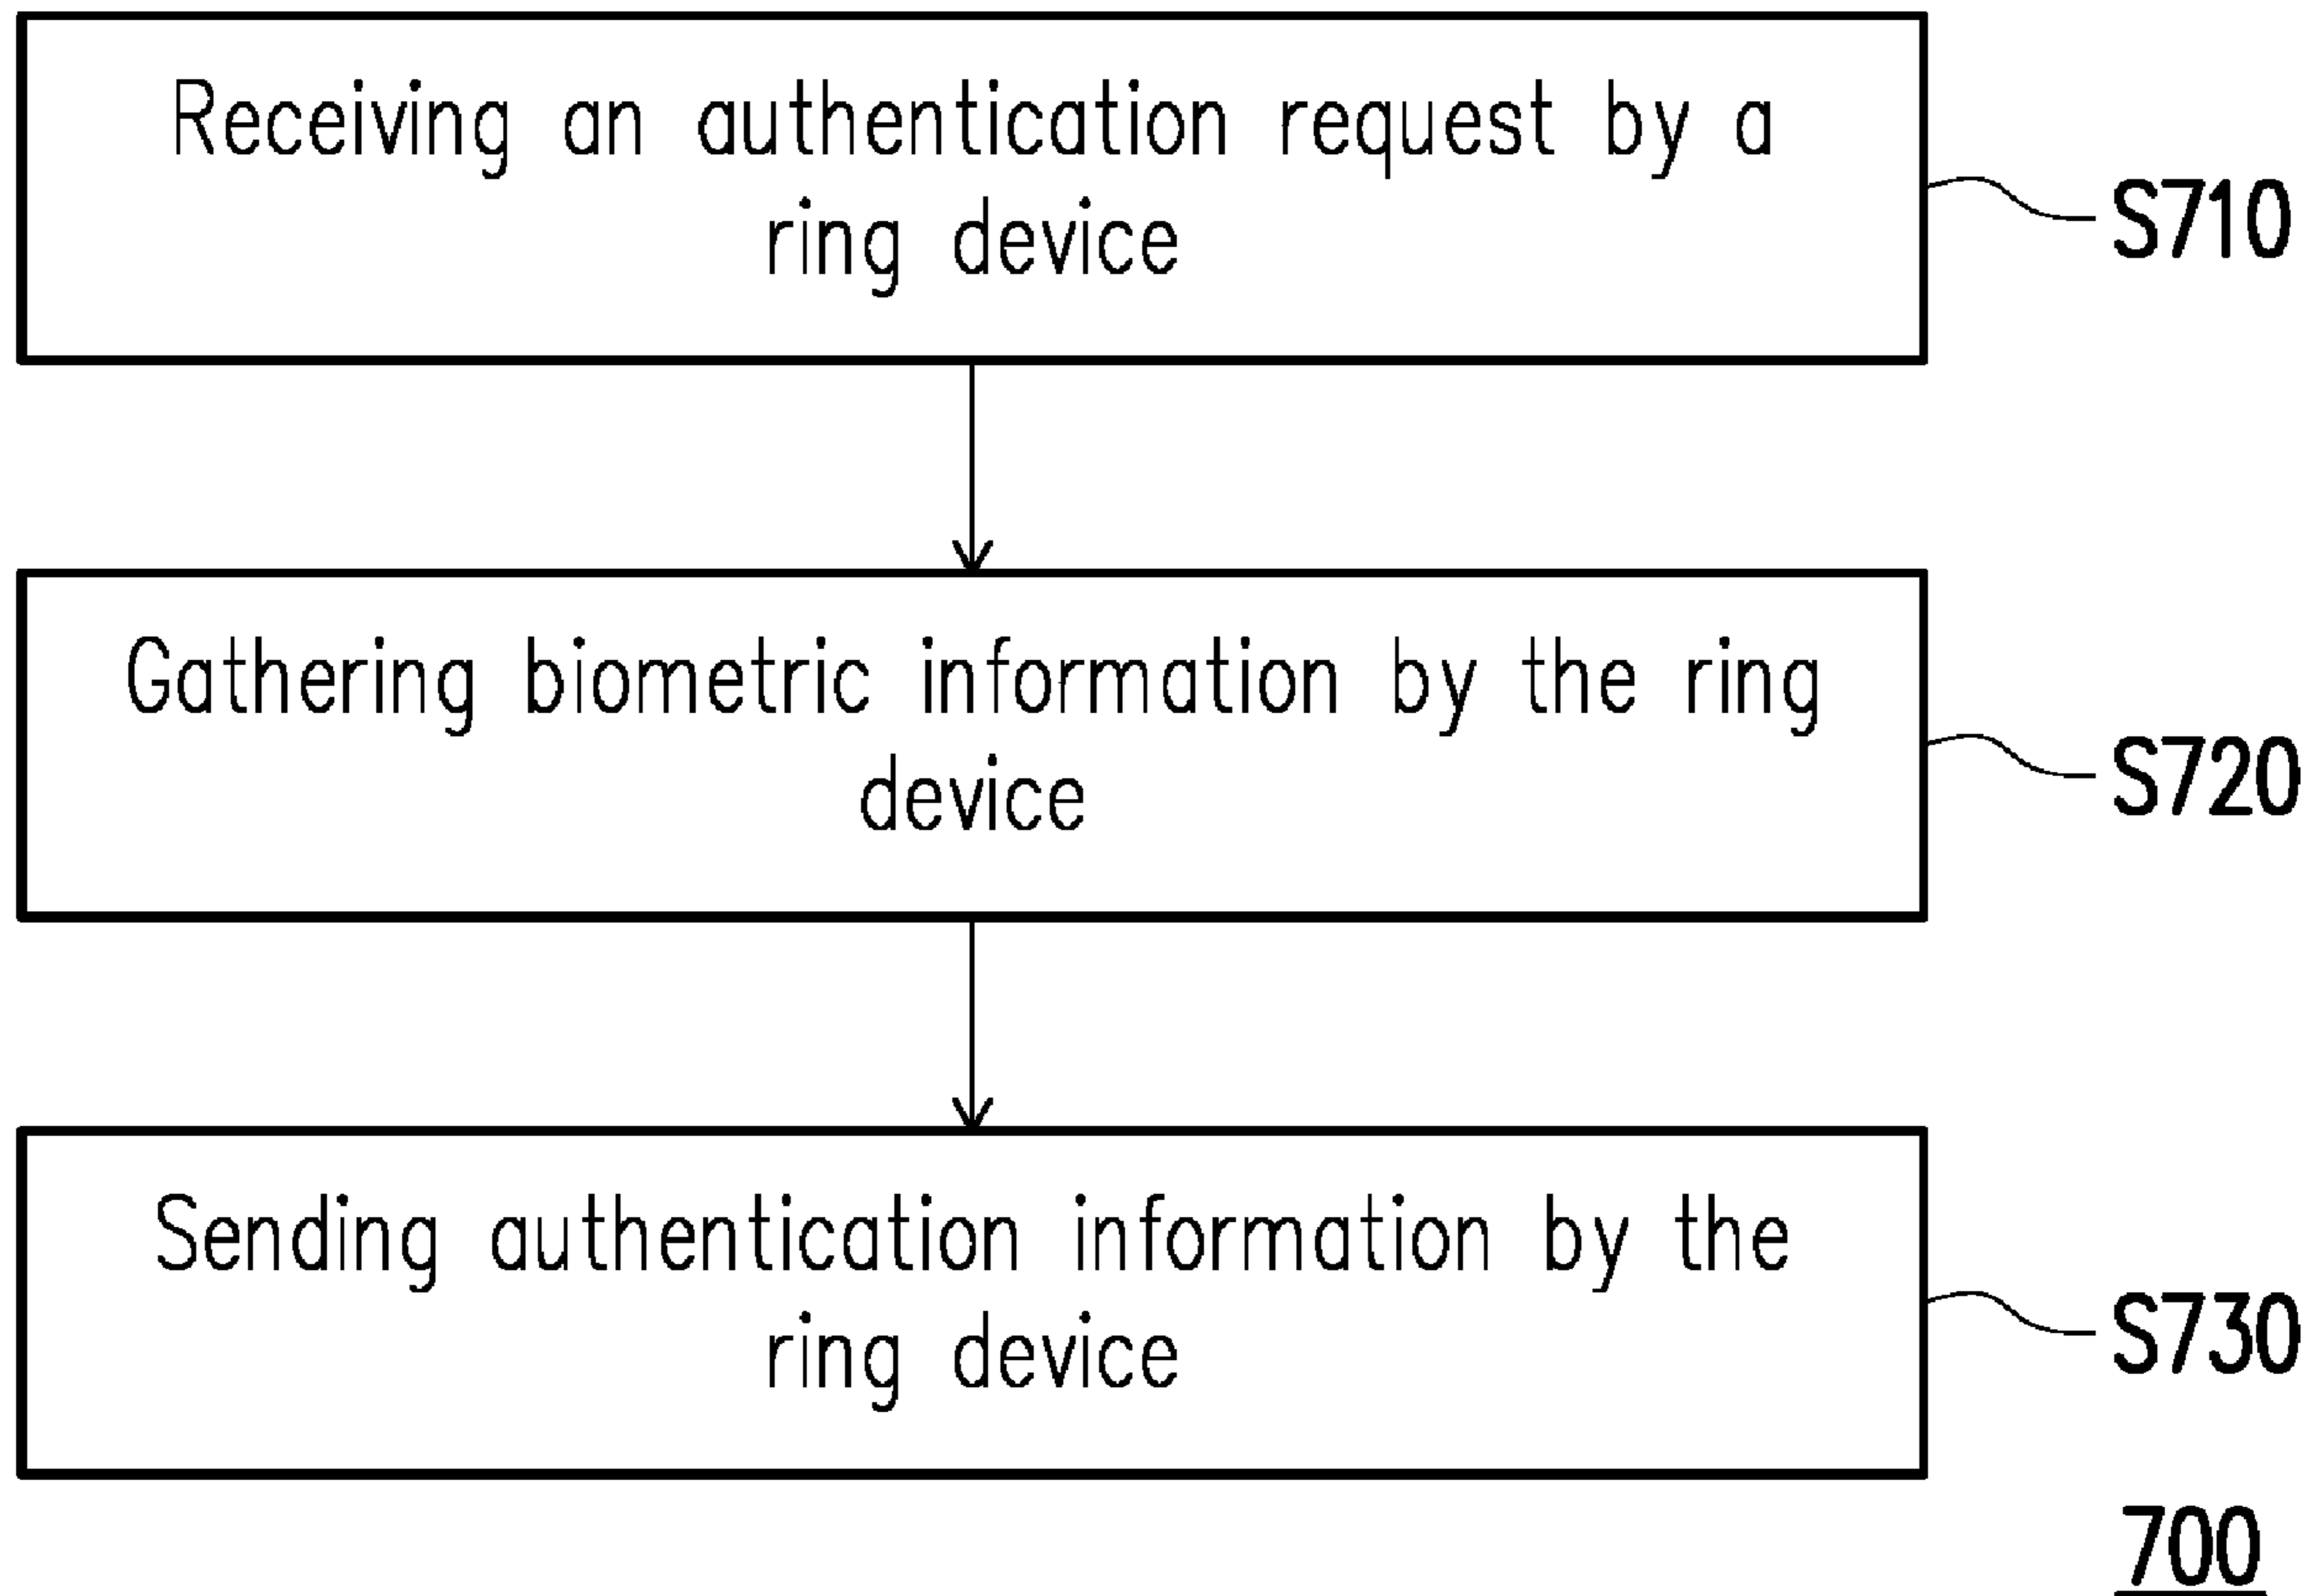 Receiving an authentication request by a
ring device
S710
Gathering biometric information by the ring
device
S720
Sending authentication information by the
ring device
S730
700